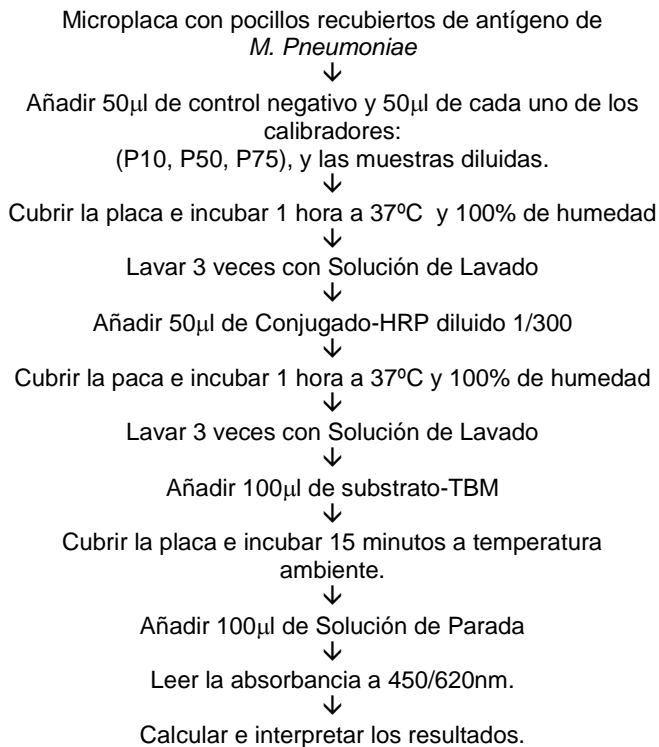 Microplaca con pocillos recubiertos de antígeno de
M. Pneumoniae
↓
Añadir 50μl de control negativo y 50μl de cada uno de los
calibradores:
(P10, P50, P75), y las muestras diluidas.
↓
Cubrir la placa e incubar 1 hora a 37ºC y 100% de humedad
↓
Lavar 3 veces con Solución de Lavado
↓
Añadir 50μl de Conjugado-HRP diluido 1/300
↓
Cubrir la paca e incubar 1 hora a 37ºC y 100% de humedad
↓
Lavar 3 veces con Solución de Lavado
↓
Añadir 100μl de substrato-TBM
↓
Cubrir la placa e incubar 15 minutos a temperatura
ambiente.
↓
Añadir 100μl de Solución de Parada
↓
Leer la absorbancia a 450/620nm.
↓
Calcular e interpretar los resultados.